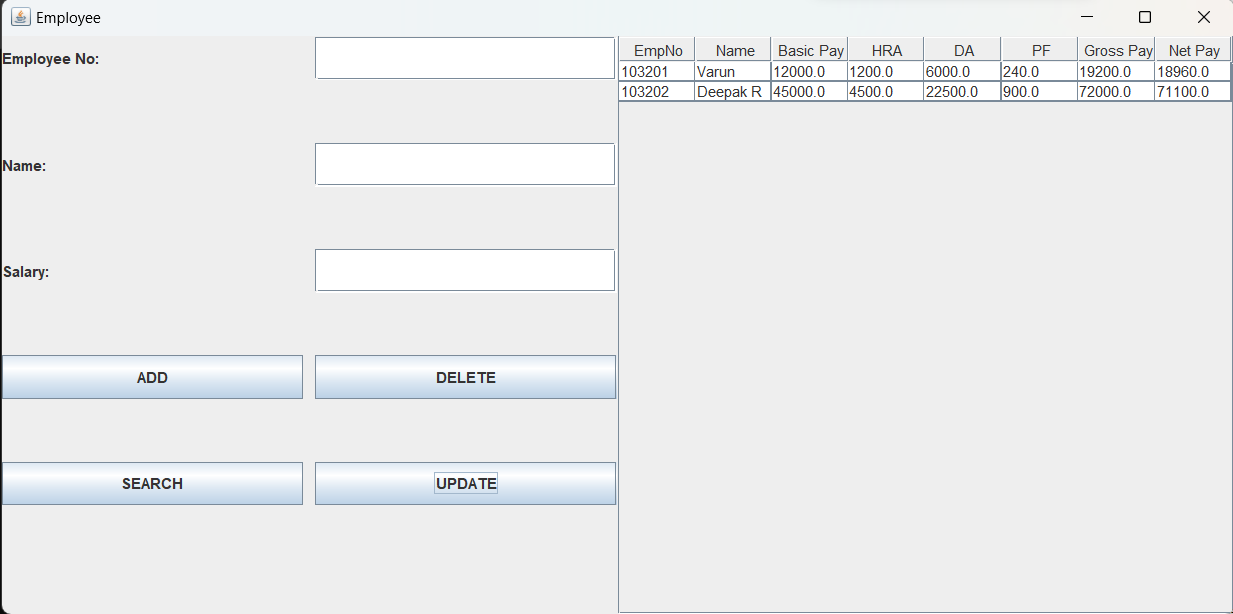 Employee
Employee No:
Name:
Salary:
ADD DELETE
SEARCH UPDATE
EmpNo Name Basic Pay HRA DA PF Gross Pay Net Pay
103201 Varun 12000.0 1200.0 6000.0 240.0 19200.0 18960.0
103202 Deepak R 45000.0 4500.0 22500.0 900.0 72000.0 71100.0